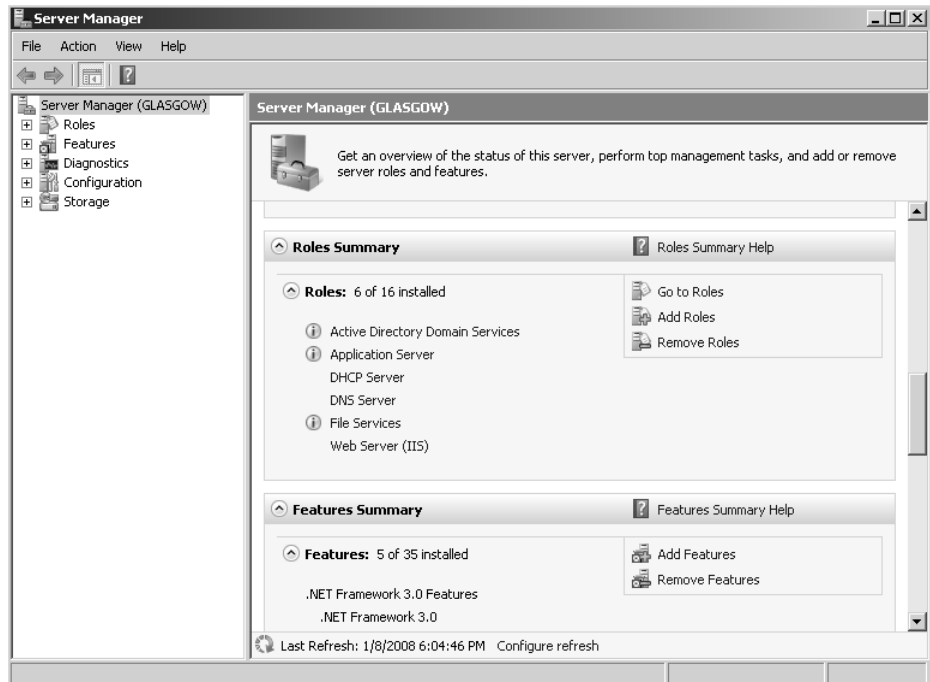 Server Manager
File Action View Help
Server Manager (GLASGOW)
Roles
Features
Diagnostics
Configuration
Storage
Server Manager (GLASGOW)
Get an overview of the status of this server, perform top management tasks, and add or remove
server roles and features.
Roles Summary
Roles Summary Help
Roles: 6 of 16 installed
Go to Roles
Add Roles
Remove Roles
Active Directory Domain Services
Application Server
DHCP Server
DNS Server
File Services
Web Server (IIS)
Features Summary
Features Summary Help
Features: 5 of 35 installed
Add Features
Remove Features
.NET Framework 3.0 Features
.NET Framework 3.0
Last Refresh: 1/8/2008 6:04:46 PM Configure refresh